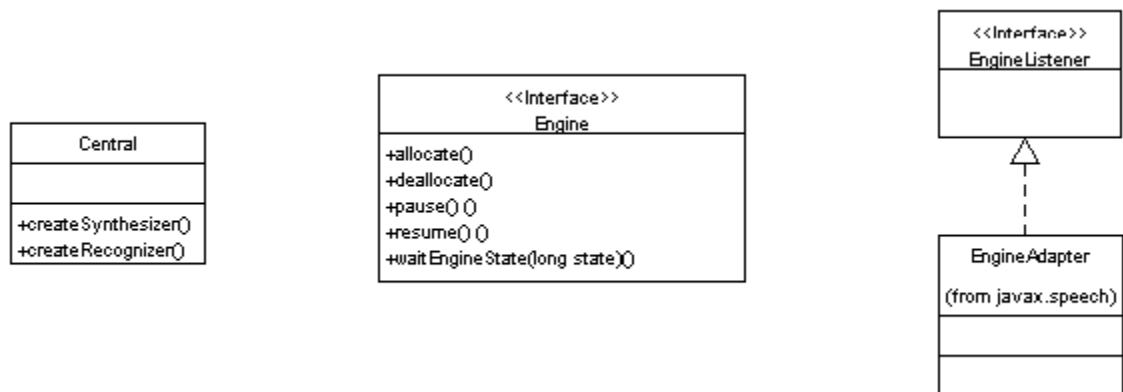 Central
+createSynthesizer()
+createRecognizer()
<<Interface>>
Engine
+allocate()
+deallocate()
+pause() ()
+resume() ()
+waitEngineState(long state)()
<<Interface>>
EngineListener
EngineAdapter
(from javax.speech)